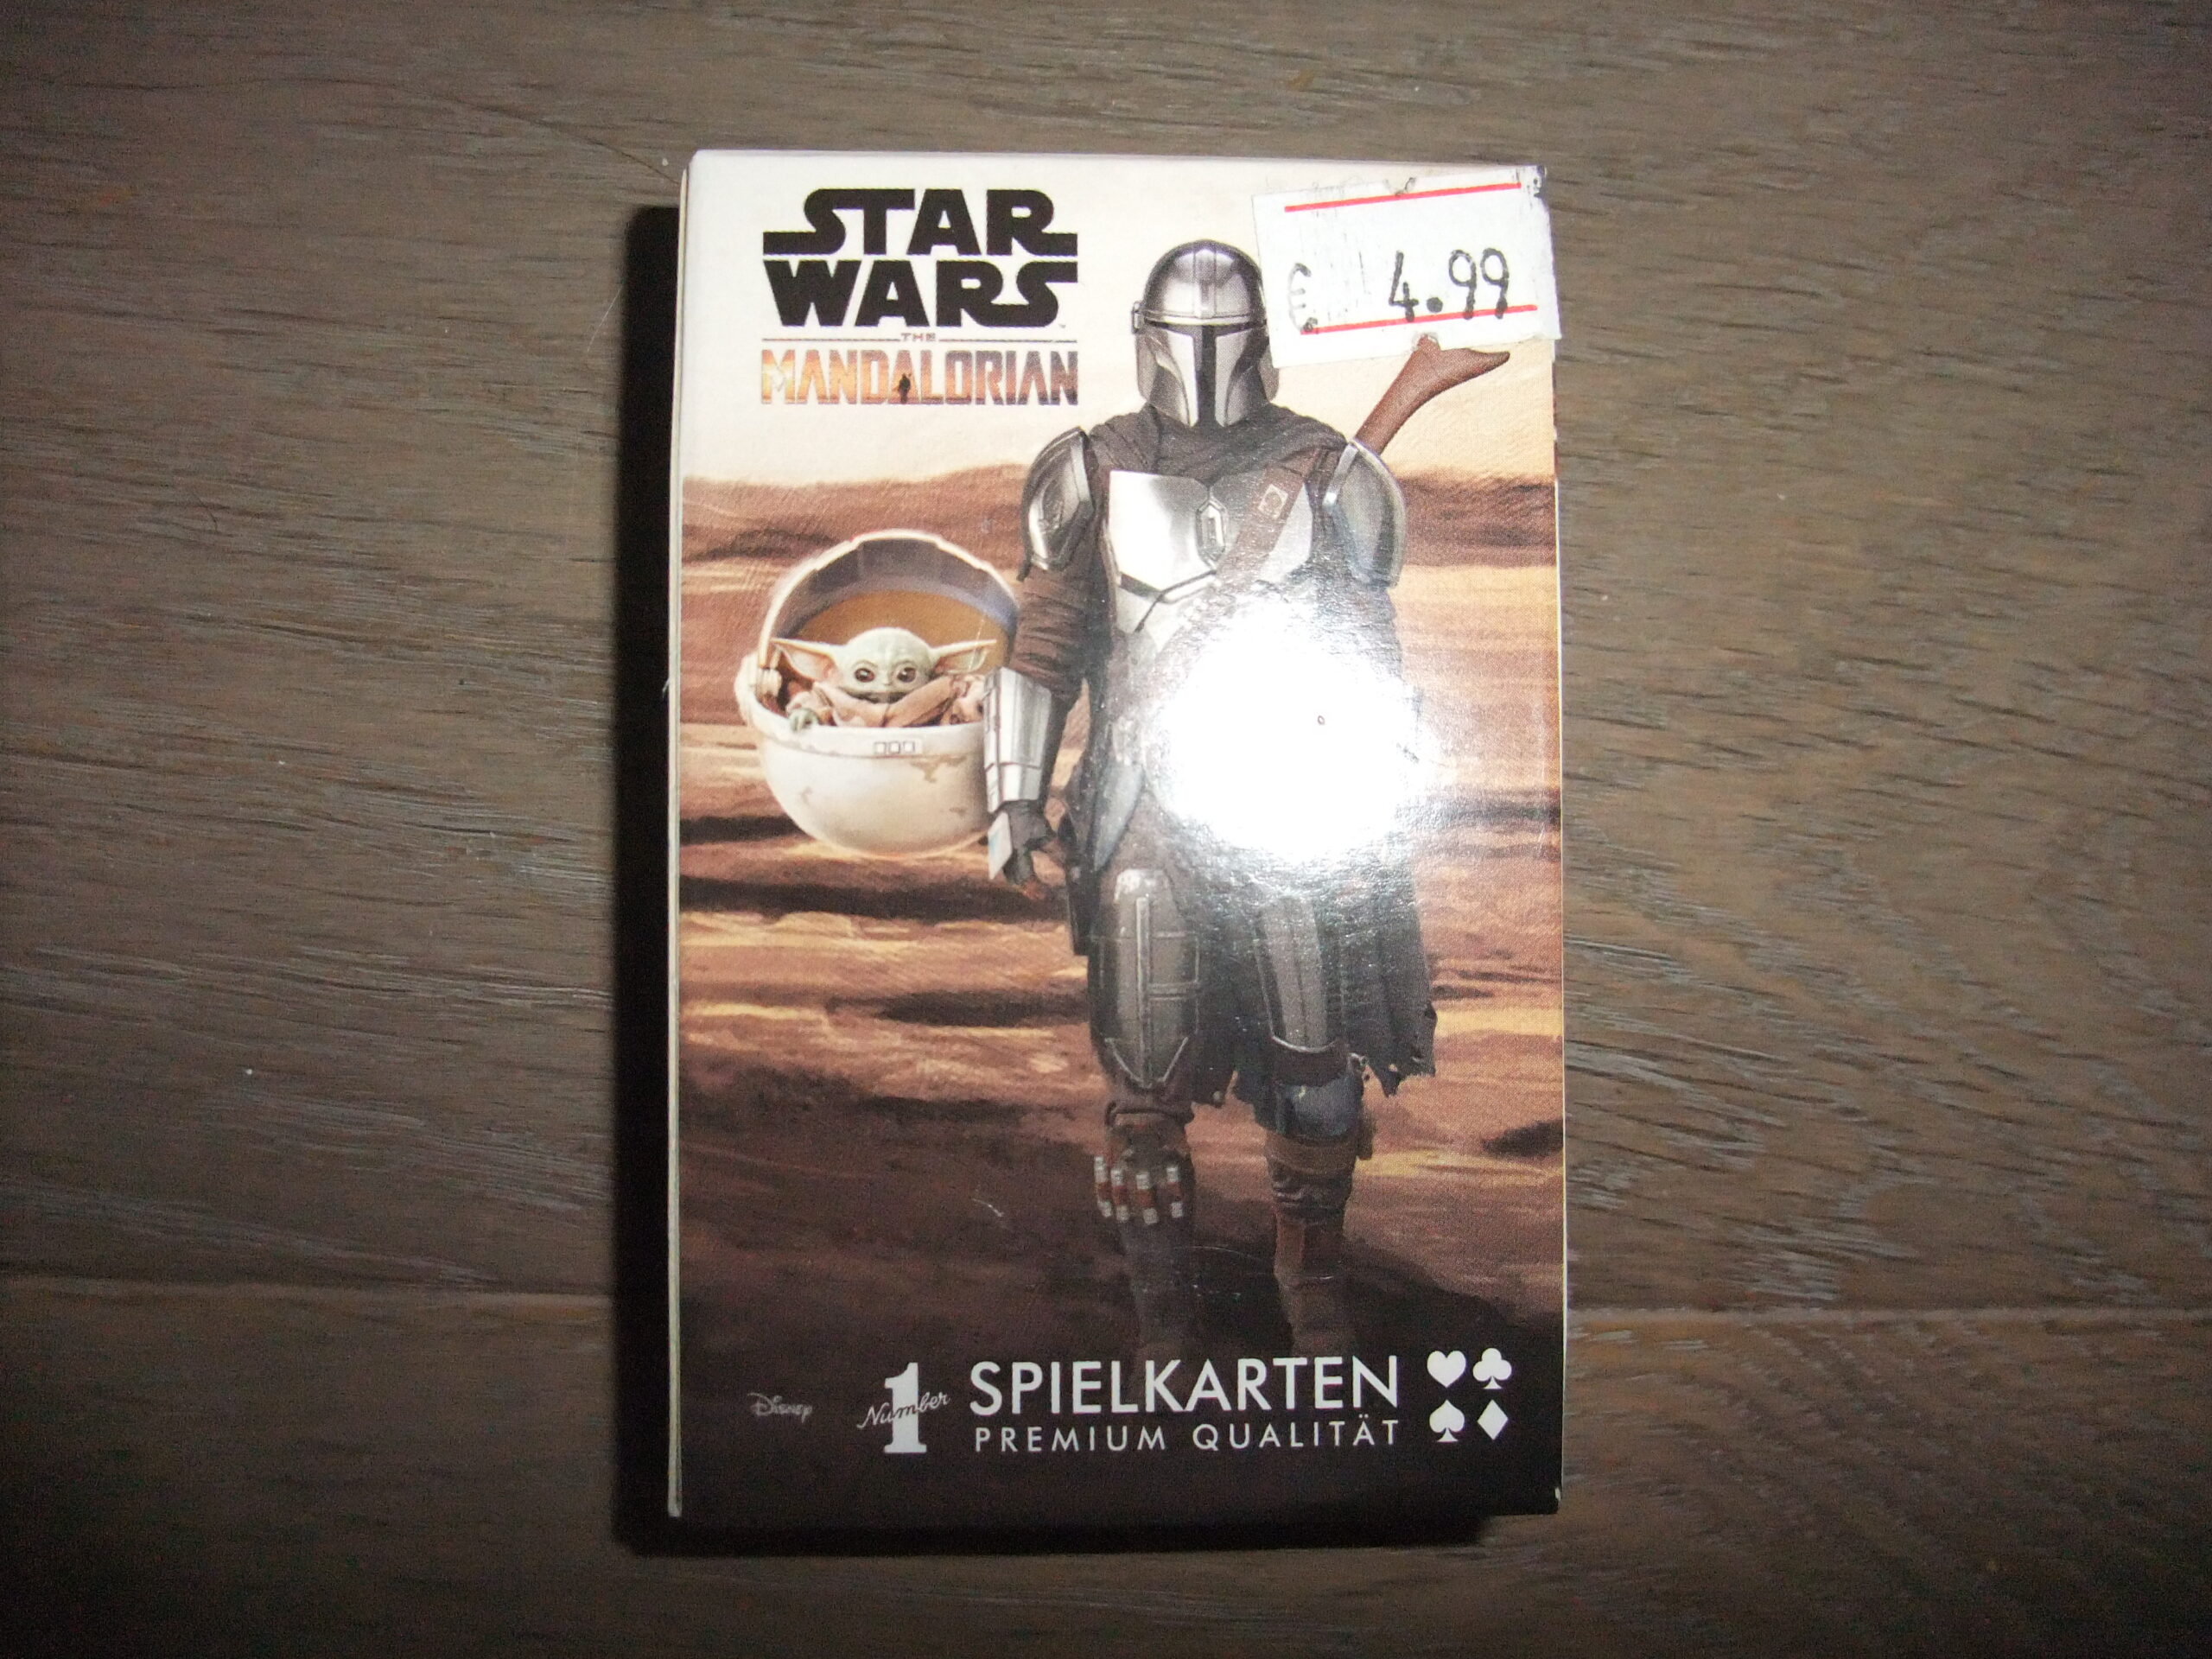 STAR
WARS
THE
MANDALORIAN
€ 4.99
Disney
Number 1
SPIELKARTEN
PREMIUM QUALITÄT